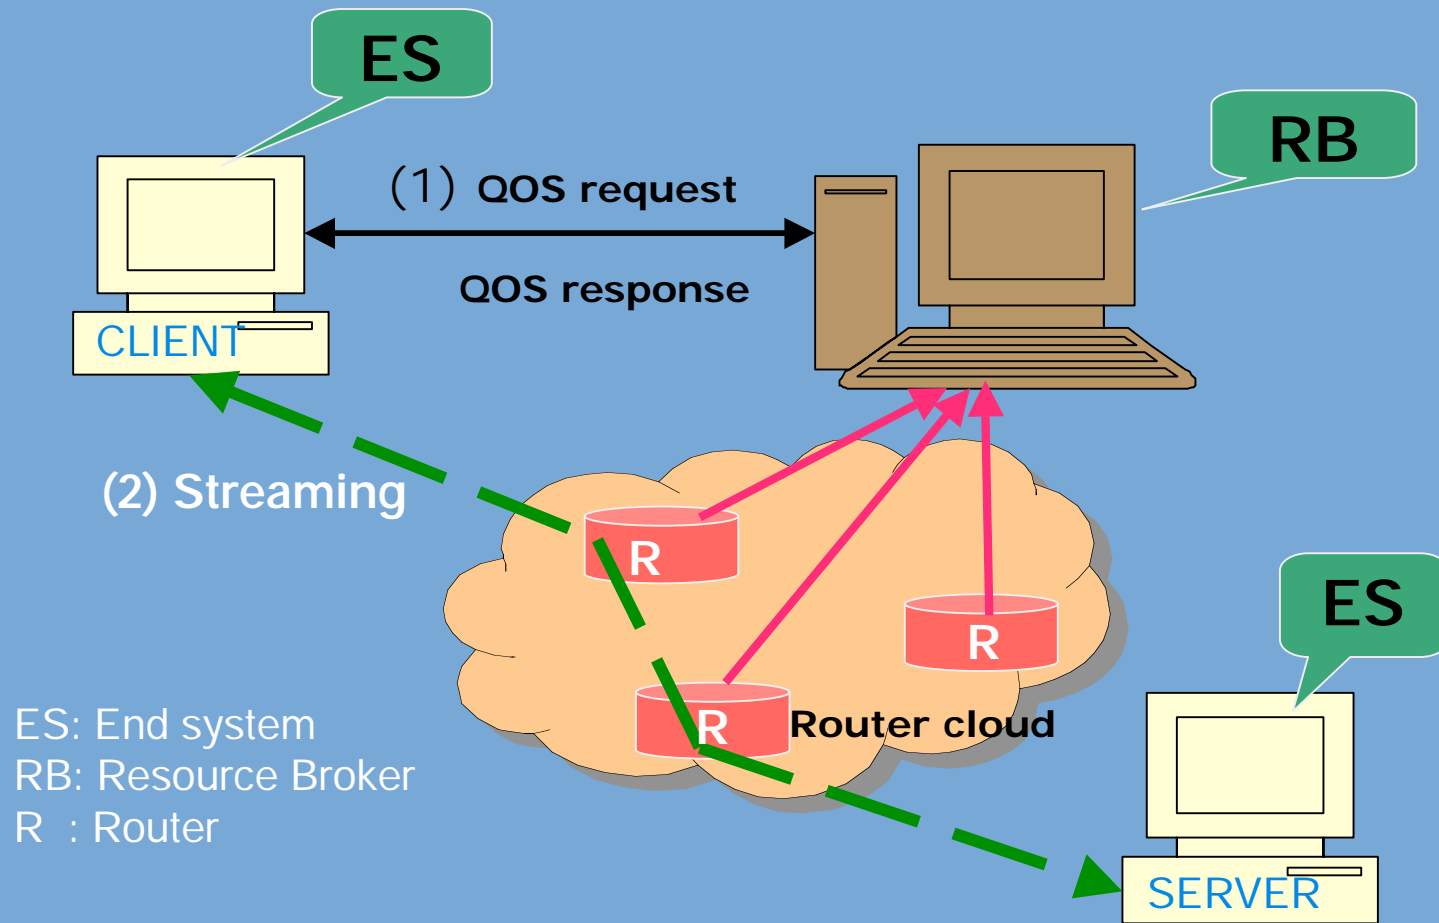 ES
RB
(1) QOS request
QOS response
CLIENT
(2) Streaming
R
R
ES
R
Router cloud
ES: End system
RB: Resource Broker
R : Router
SERVER